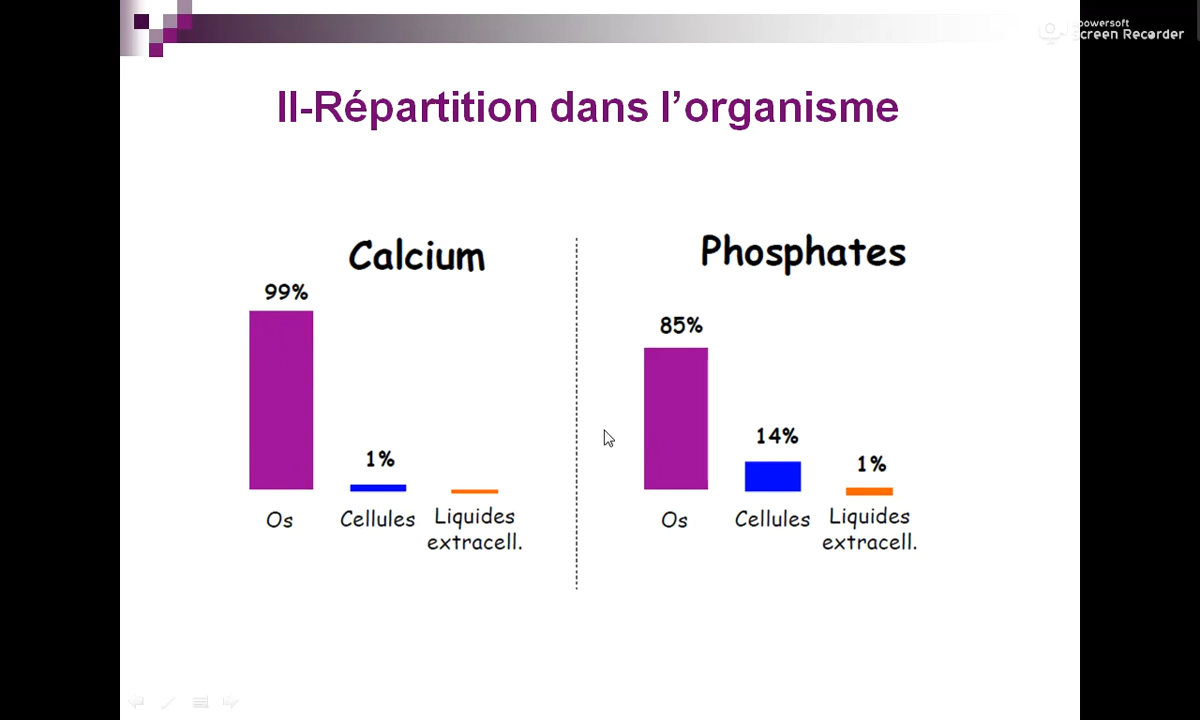 powersoft
Screen Recorder
II-Répartition dans l’organisme
Calcium
Phosphates
99%
85%
1%
14%
1%
Os
Cellules
Liquides
extracell.
Os
Cellules
Liquides
extracell.